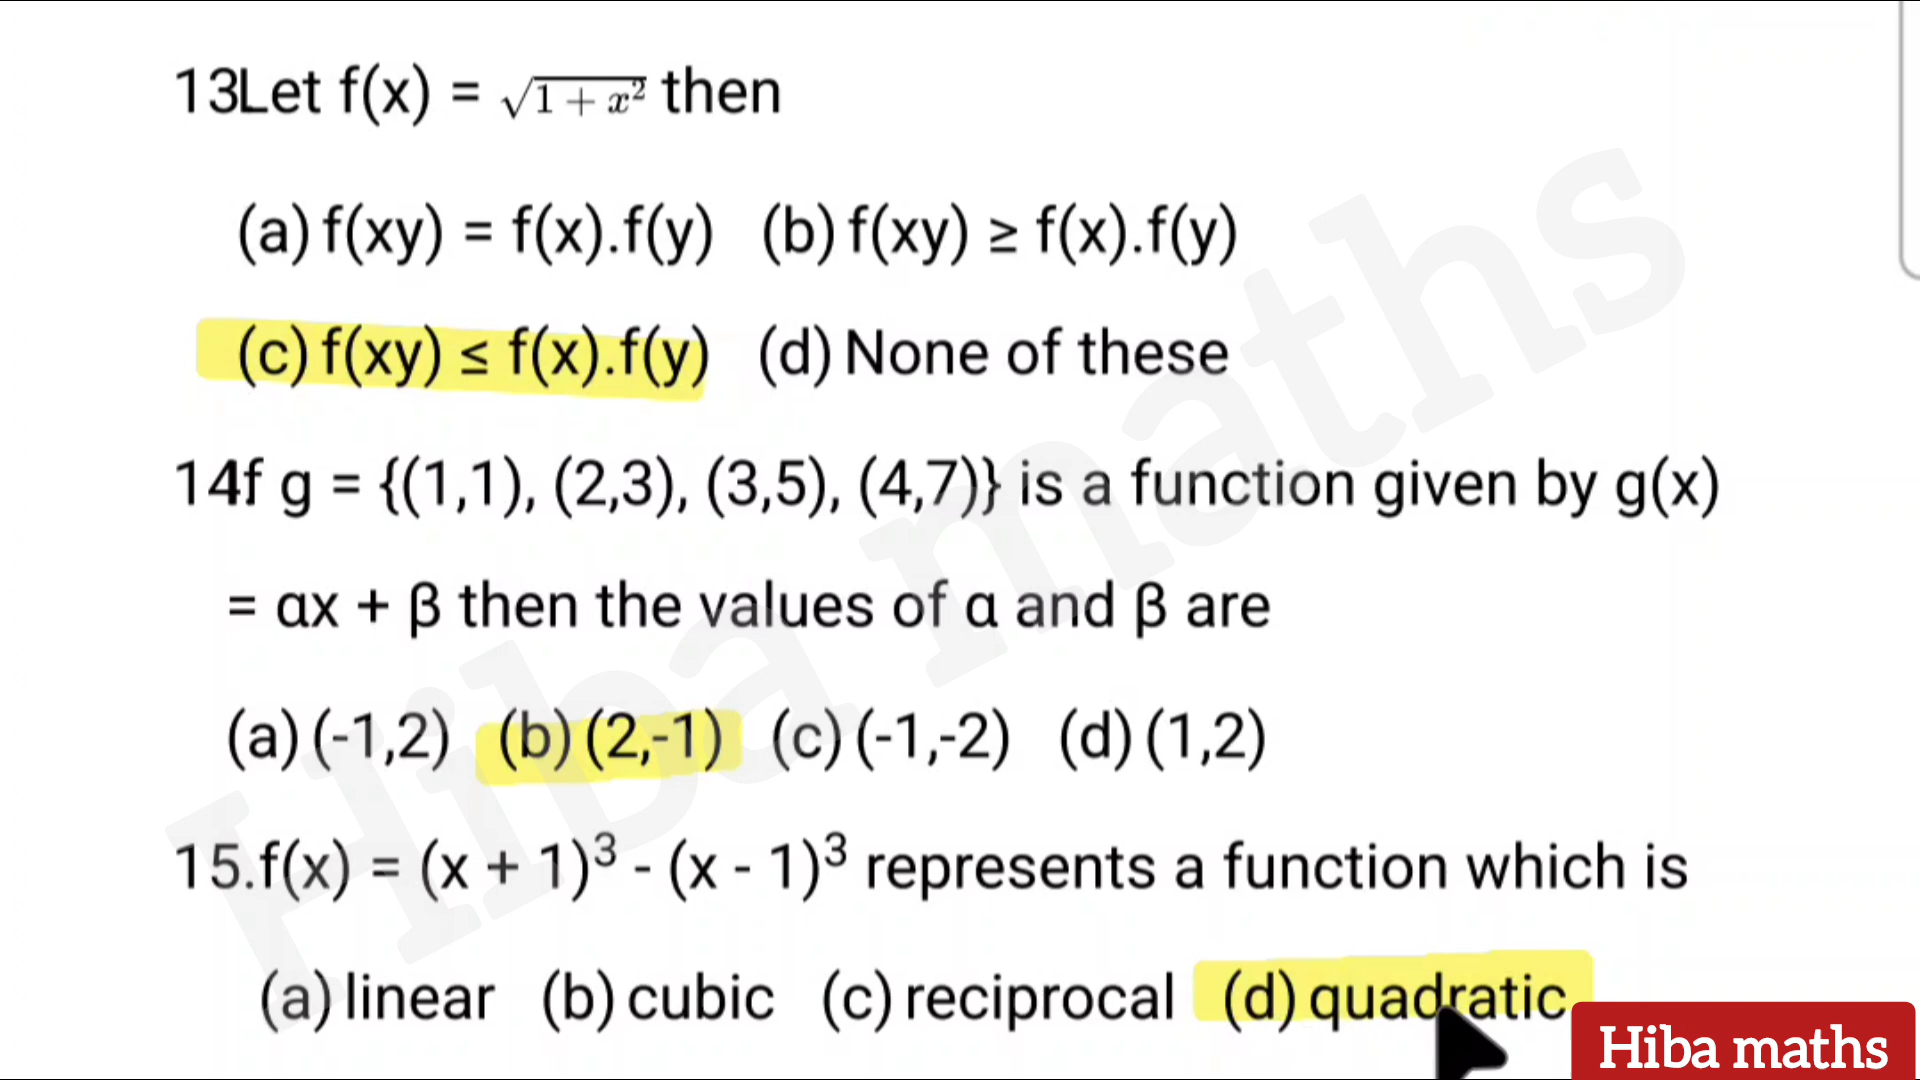 13Let f(x) = √1 + x² then
(a) f(xy) = f(x).f(y) (b) f(xy) ≥ f(x).f(y)
(c) f(xy) ≤ f(x).f(y) (d) None of these
14f g = {(1,1), (2,3), (3,5), (4,7)} is a function given by g(x)
= αx + β then the values of α and β are
(a) (-1,2) (b) (2,-1) (c) (-1,-2) (d) (1,2)
15.f(x) = (x + 1)³ - (x - 1)³ represents a function which is
(a) linear (b) cubic (c) reciprocal (d) quadratic
Hiba maths
Hiba maths